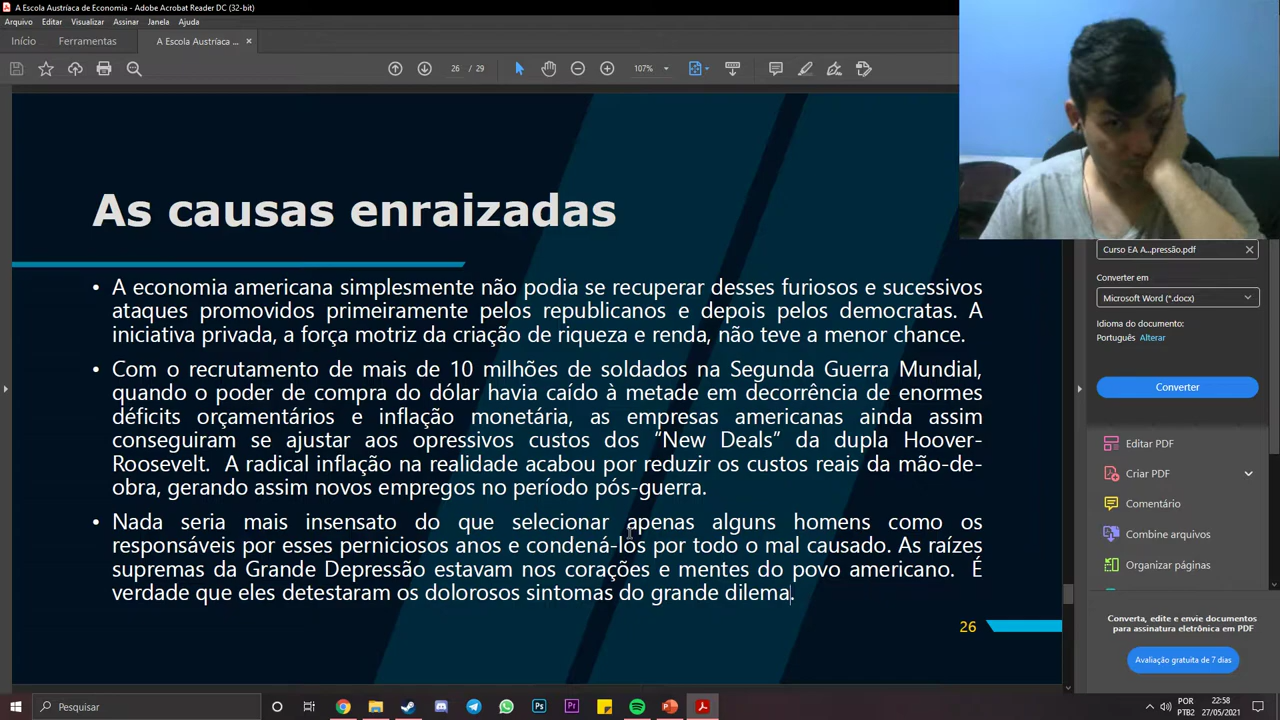 A Escola Austríaca de Economia - Adobe Acrobat Reader DC (32-bit)
Arquivo Editar Visualizar Assinar Janela Ajuda
Início Ferramentas A Escola Austríaca ... ×
26 / 29 107%
As causas enraizadas
• A economia americana simplesmente não podia se recuperar desses furiosos e sucessivos
ataques promovidos primeiramente pelos republicanos e depois pelos democratas. A
iniciativa privada, a força motriz da criação de riqueza e renda, não teve a menor chance.
• Com o recrutamento de mais de 10 milhões de soldados na Segunda Guerra Mundial,
quando o poder de compra do dólar havia caído à metade em decorrência de enormes
déficits orçamentários e inflação monetária, as empresas americanas ainda assim
conseguiram se ajustar aos opressivos custos dos “New Deals” da dupla Hoover-
Roosevelt. A radical inflação na realidade acabou por reduzir os custos reais da mão-de-
obra, gerando assim novos empregos no período pós-guerra.
• Nada seria mais insensato do que selecionar apenas alguns homens como os
responsáveis por esses perniciosos anos e condená-los por todo o mal causado. As raízes
supremas da Grande Depressão estavam nos corações e mentes do povo americano. É
verdade que eles detestaram os dolorosos sintomas do grande dilema.
26
Curso EA A...pressão.pdf
Converter em
Microsoft Word (*.docx)
Idioma do documento:
Português Alterar
Converter
Editar PDF
Criar PDF
Comentário
Combine arquivos
Organizar páginas
Converta, edite e envie documentos
para assinatura eletrônica em PDF
Avaliação gratuita de 7 dias
Pesquisar
Ps
Pr
POR
PTB2
22:58
27/05/2021